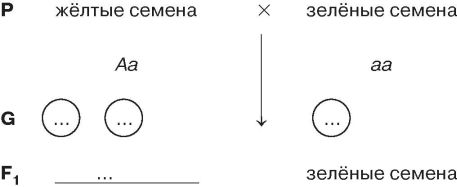 P жёлтые семена × зелёные семена
Aa aa
G ... ... ...
F1 ... зелёные семена